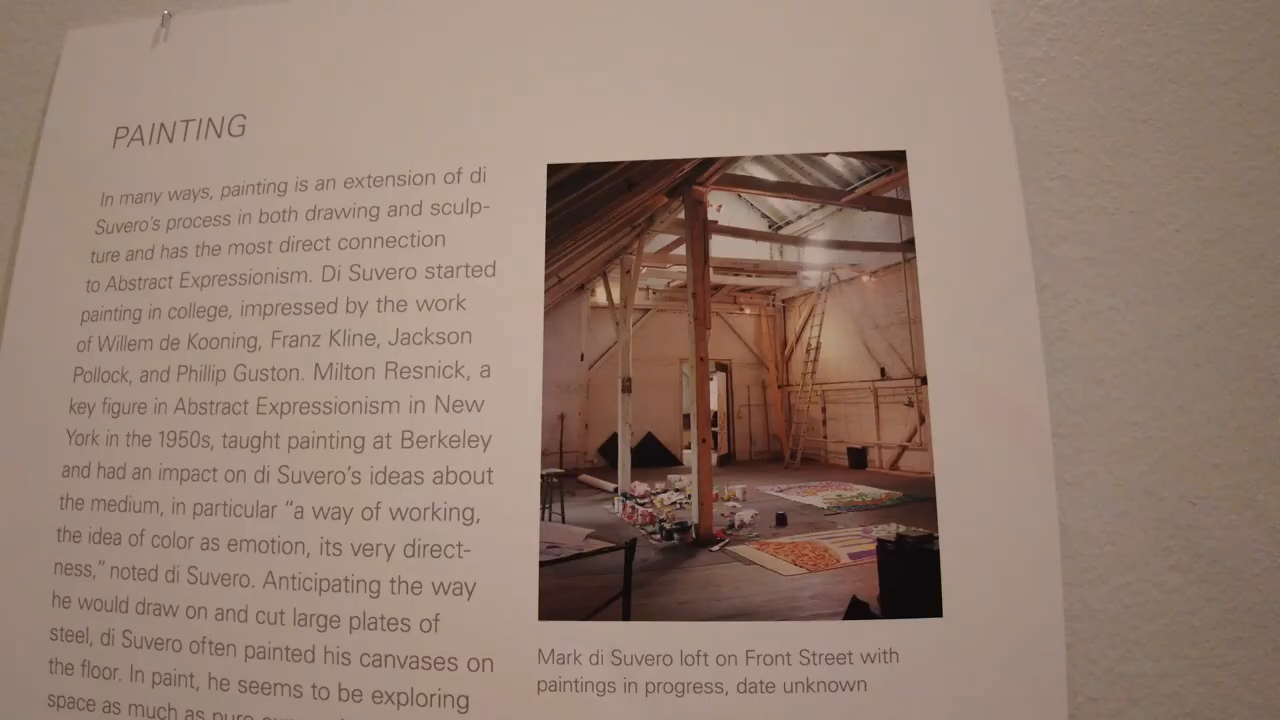 PAINTING
In many ways, painting is an extension of di
Suvero's process in both drawing and sculp-
ture and has the most direct connection
to Abstract Expressionism. Di Suvero started
painting in college, impressed by the work
of Willem de Kooning, Franz Kline, Jackson
Pollock, and Phillip Guston. Milton Resnick, a
key figure in Abstract Expressionism in New
York in the 1950s, taught painting at Berkeley
and had an impact on di Suvero's ideas about
the medium, in particular “a way of working,
the idea of color as emotion, its very direct-
ness,” noted di Suvero. Anticipating the way
he would draw on and cut large plates of
steel, di Suvero often painted his canvases on
the floor. In paint, he seems to be exploring
space as much as pure
Mark di Suvero loft on Front Street with
paintings in progress, date unknown